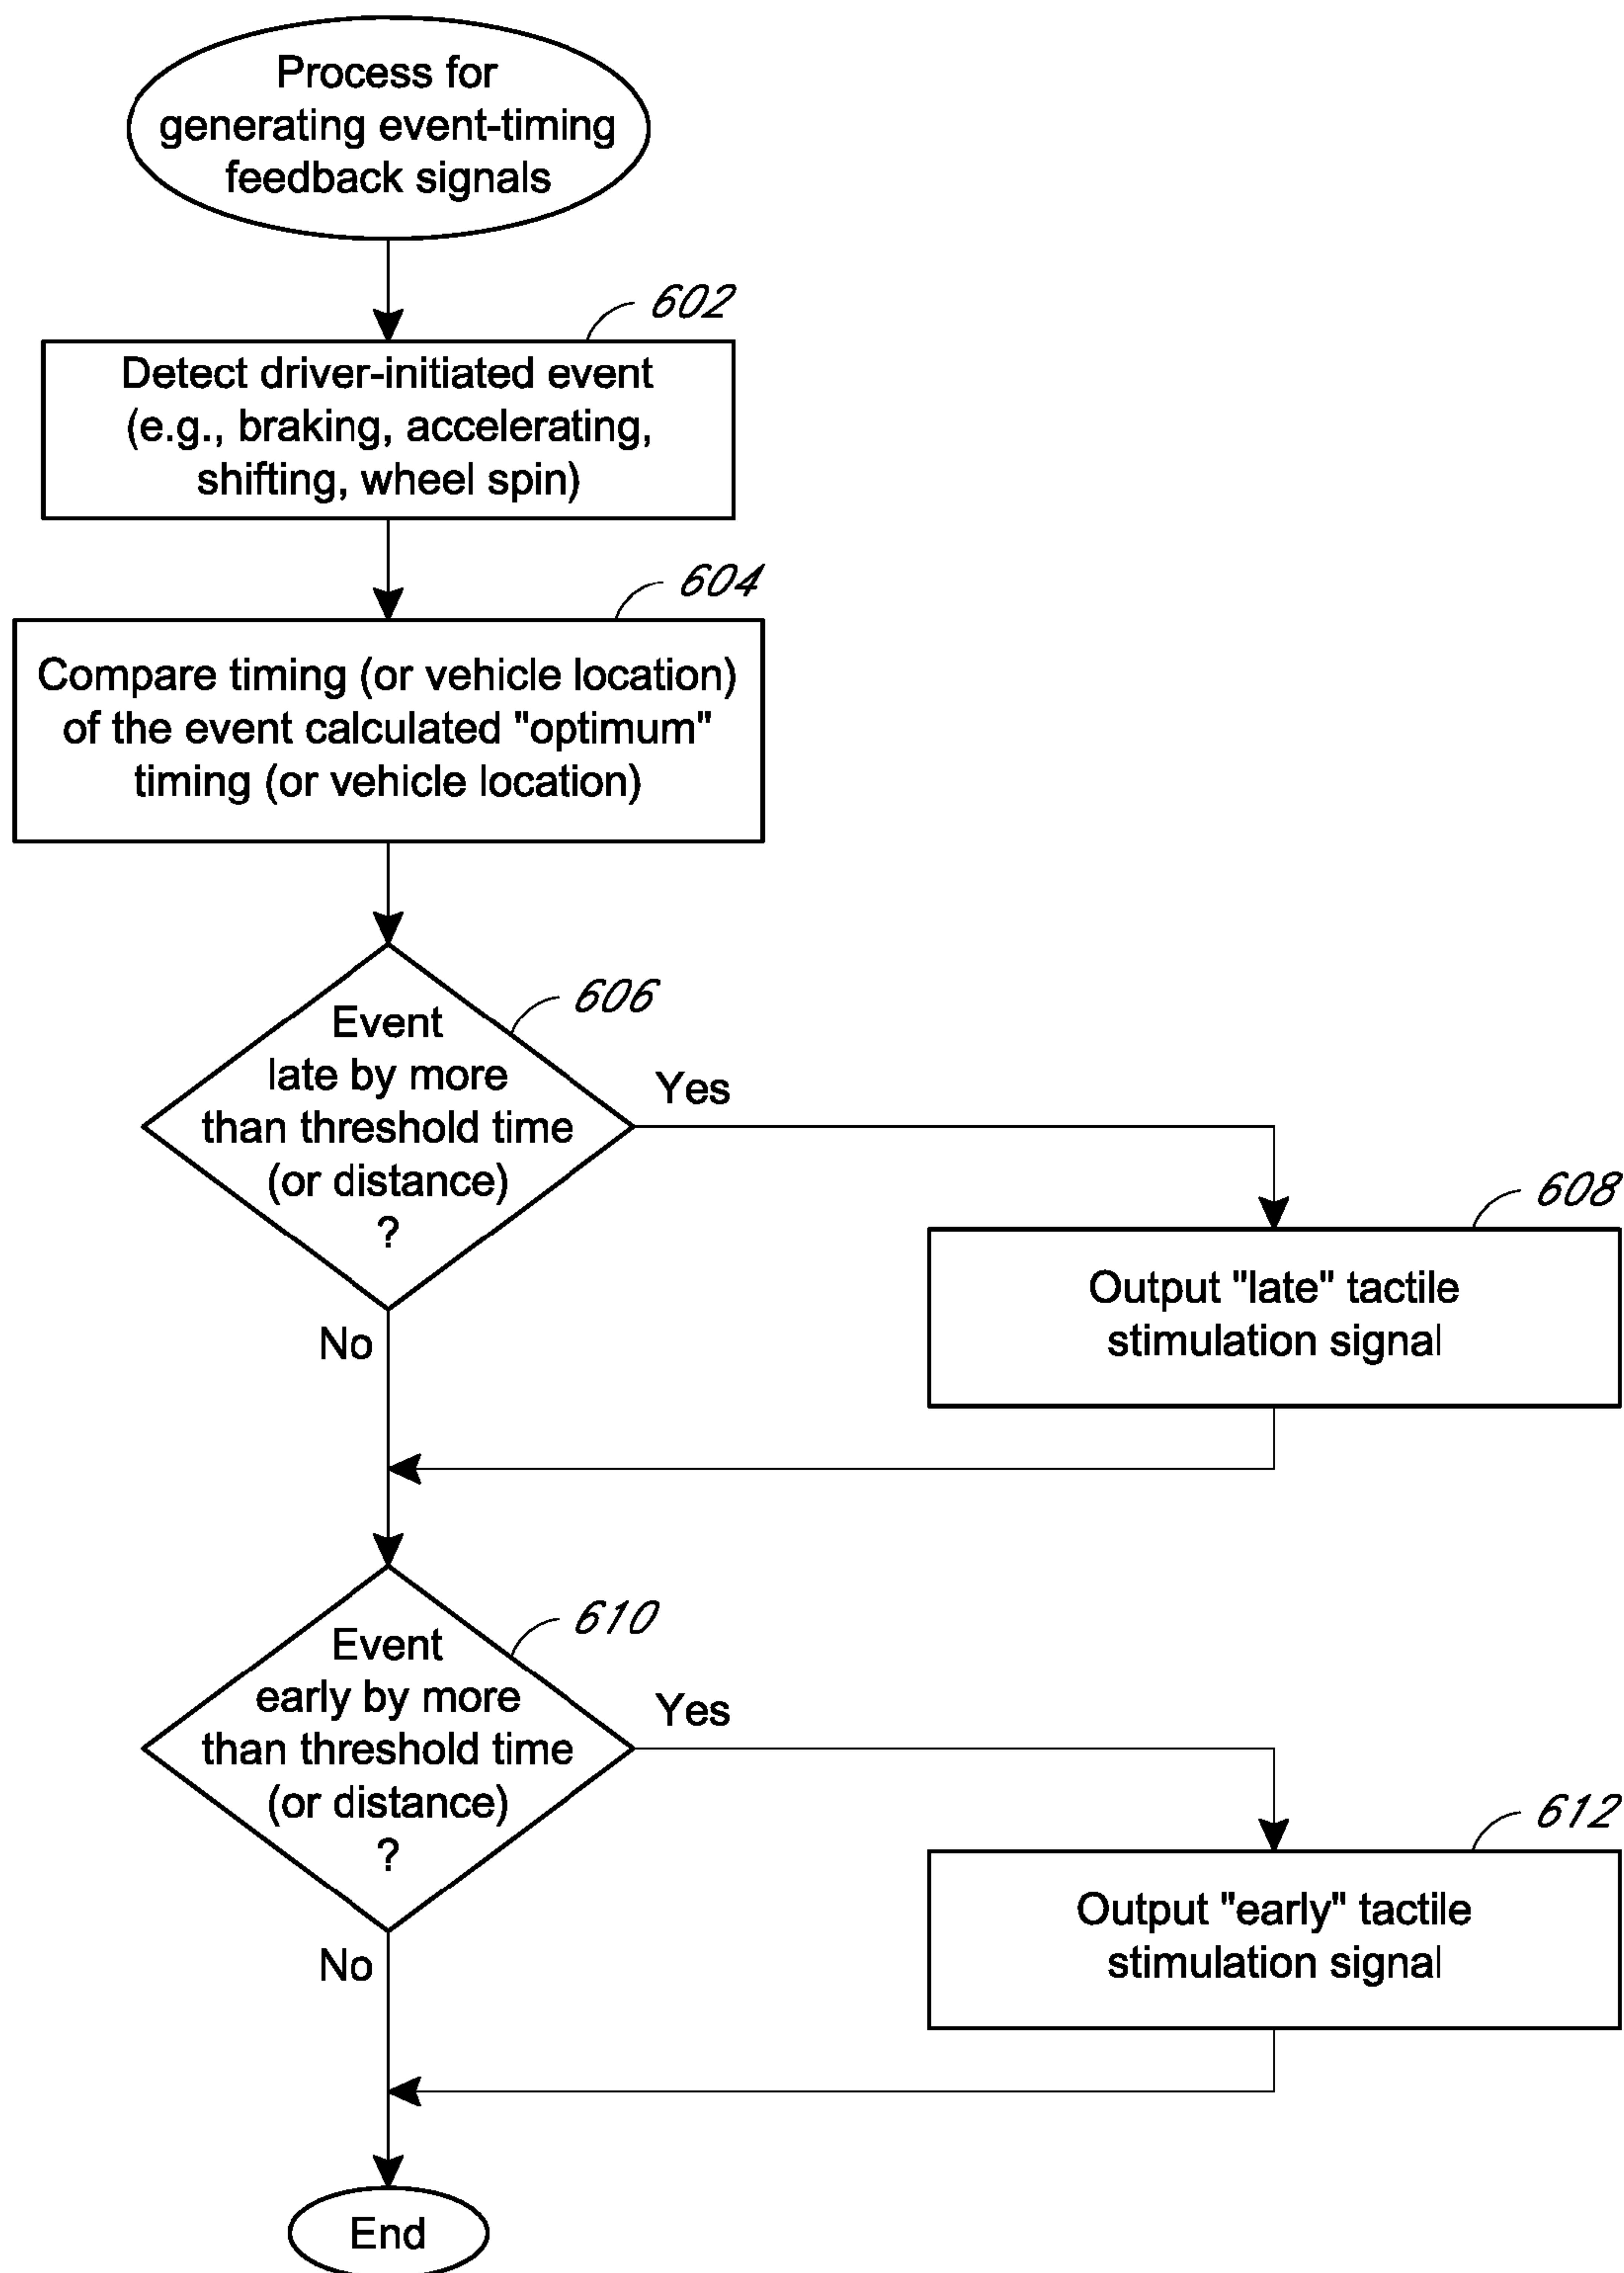 Process for
generating event-timing
feedback signals
602
Detect driver-initiated event
(e.g., braking, accelerating,
shifting, wheel spin)
604
Compare timing (or vehicle location)
of the event calculated "optimum"
timing (or vehicle location)
606
Event
late by more
than threshold time
(or distance)
?
Yes
No
608
Output "late" tactile
stimulation signal
610
Event
early by more
than threshold time
(or distance)
?
Yes
No
612
Output "early" tactile
stimulation signal
End